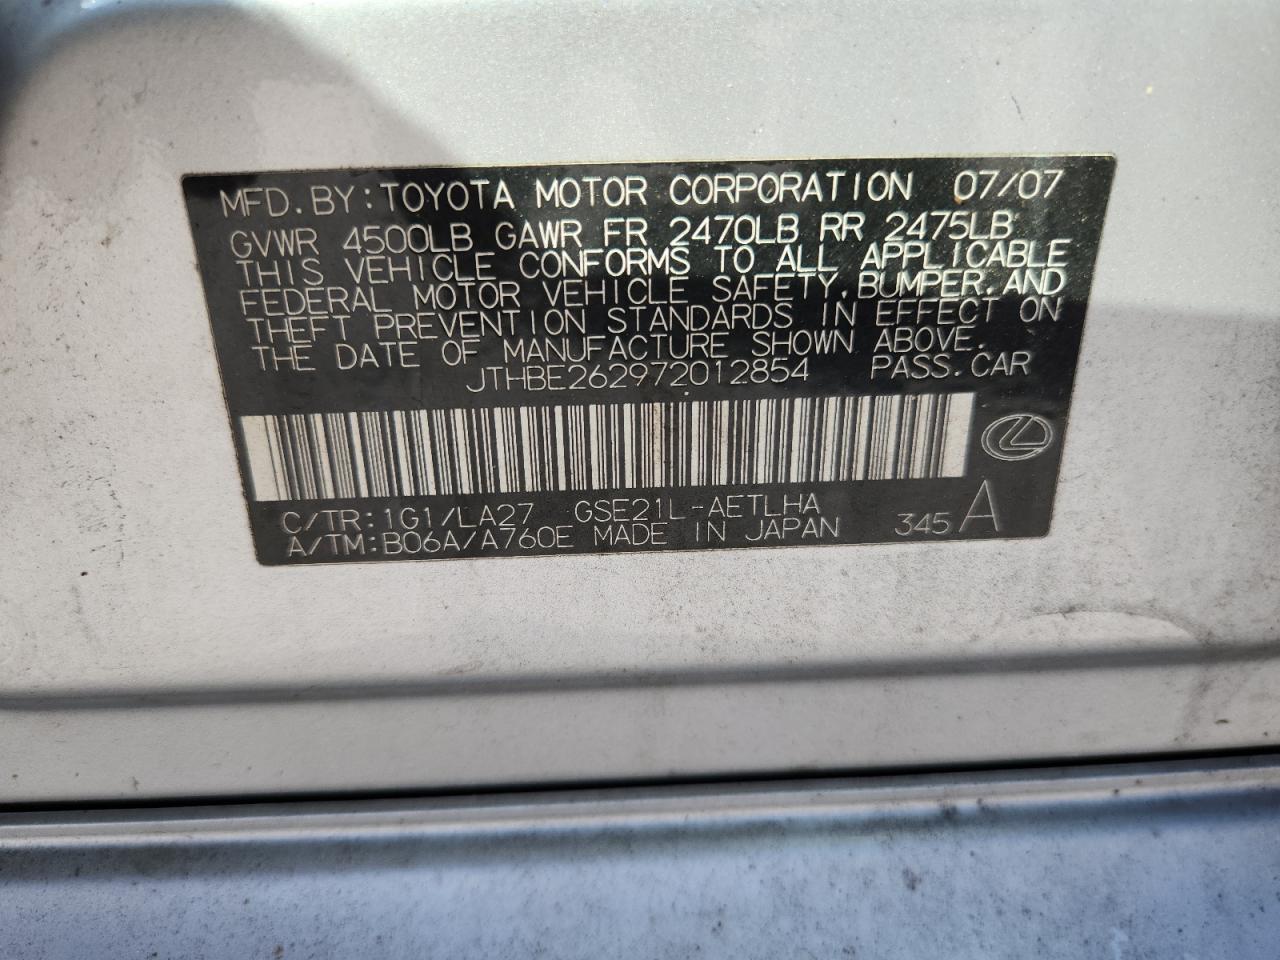 MFD. BY: TOYOTA MOTOR CORPORATION 07/07
GVWR 4500LB GAWR FR 2470LB RR 2475LB
THIS VEHICLE CONFORMS TO ALL APPLICABLE
FEDERAL MOTOR VEHICLE SAFETY, BUMPER, AND
THEFT PREVENTION STANDARDS IN EFFECT ON
THE DATE OF MANUFACTURE SHOWN ABOVE.
JTHBE262972012854 PASS. CAR
C/TR: 1G1/LA27 GSE21L-AETLHA
A/TM: B06A/A760E MADE IN JAPAN 345 A